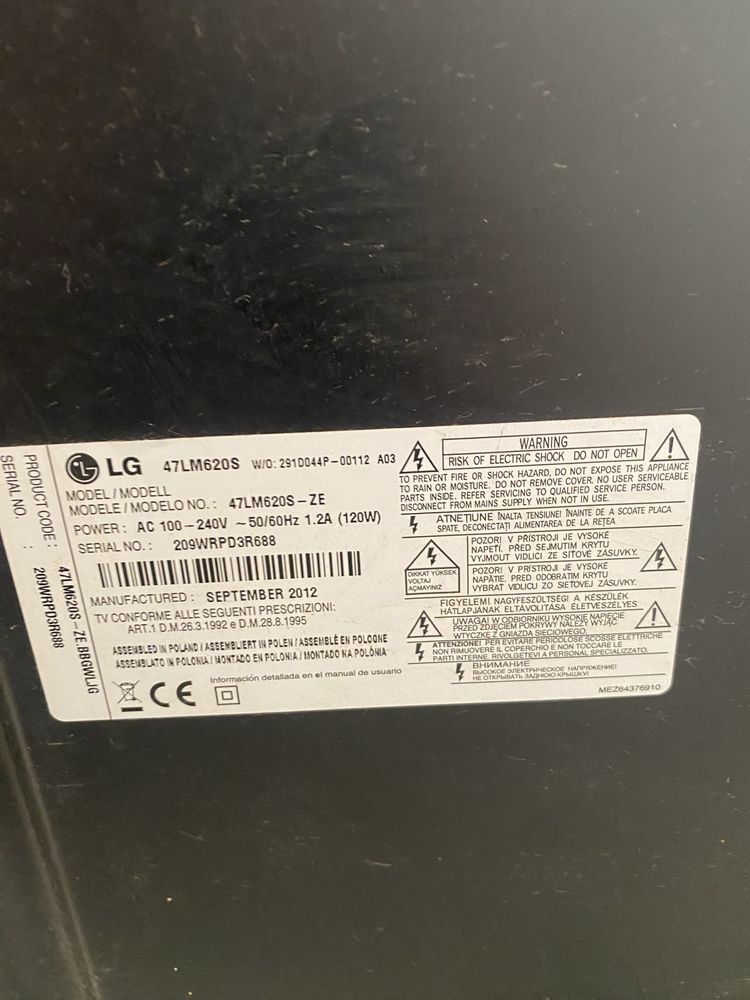 LG 47LM620S W/O: 291D044P-00112 A03
MODEL / MODELL
MODELE / MODELO NO. : 47LM620S-ZE
POWER : AC 100-240V ~50/60Hz 1.2A (120W)
SERIAL NO. : 209WRPD3R688
MANUFACTURED : SEPTEMBER 2012
TV CONFORME ALLE SEGUENTI PRESCRIZIONI:
ART.1 D.M.26.3.1992 e D.M.28.8.1995
ASSEMBLED IN POLAND / ASSEMBLIERT IN POLEN / ASSEMBLÉ EN POLOGNE
ASSEMBLATO IN POLONIA / MONTADO EN POLONIA / MONTADO NA POLÓNIA
CE
Información detallada en el manual de usuario
PRODUCT CODE : 47LM620S-ZE.BBGWLJG
SERIAL NO. : 209WRPD3R688
WARNING
RISK OF ELECTRIC SHOCK DO NOT OPEN
TO PREVENT FIRE OR SHOCK HAZARD, DO NOT EXPOSE THIS APPLIANCE
TO RAIN OR MOISTURE. DO NOT REMOVE COVER. NO USER SERVICEABLE
PARTS INSIDE. REFER SERVICING TO QUALIFIED SERVICE PERSON.
DISCONNECT FROM MAINS SUPPLY WHEN NOT IN USE.
ATNEŢIUNE ÎNALTA TENSIUNE! ÎNAINTE DE A SCOATE PLACA
SPATE, DECONECTAŢI ALIMENTAREA DE LA REŢEA
DIKKAT YÜKSEK
VOLTAJ
AÇMAYINIZ
POZOR! V PŘÍSTROJI JE VYSOKÉ
NAPĚTÍ. PŘED SEJMUTIM KRYTU
VYJMOUT VIDLICI ZE SÍŤOVÉ ZÁSUVKY.
POZOR! V PRÍSTROJI JE VYSOKÉ
NAPÄTIE. PRED ODOBRATIM KRYTU
VYBRAT VIDLICU ZO SIEŤOVEJ ZÁSUVKY.
FIGYELEM! NAGYFESZÜLTSÉG! A KÉSZÜLÉK
HÁTLAPJÁNAK ELTÁVOLÍTÁSA ÉLETVESZÉLYES
UWAGA! W ODBIORNIKU WYSOKIE NAPIĘCIE
PRZED ZDJĘCIEM POKRYWY NALEŻY WYJĄĆ
WTYCZKĘ Z GNIAZDA SIECIOWEGO.
ATTENZIONE! PER EVITARE PERICOLOSE SCOSSE ELETTRICHE
NON RIMUOVERE IL COPERCHIO E NON TOCCARE LE
PARTI INTERNE, RIVOLGETEVI A PERSONAL SPECIALIZZATO.
ВНИМАНИЕ
ВЫСОКОЕ ЭЛЕКТРИЧЕСКОЕ НАПРЯЖЕНИЕ!
НЕ ОТКРЫВАТЬ ЗАДНЮЮ КРЫШКУ!
MEZ64376910